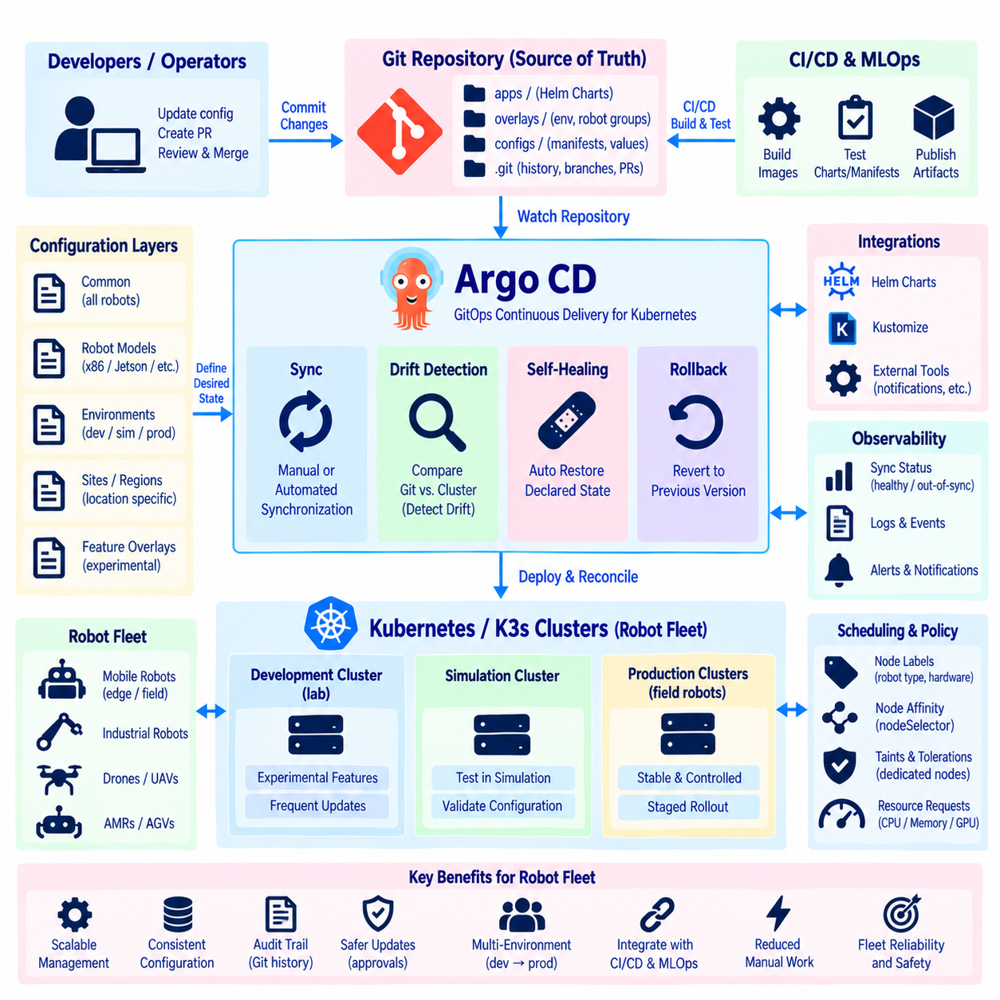 Developers / Operators
Update config
Create PR
Review & Merge
Commit
Changes
Git Repository (Source of Truth)
apps / (Helm Charts)
overlays / (env, robot groups)
configs / (manifests, values)
.git (history, branches, PRs)
CI/CD
Build & Test
CI/CD & MLOps
Build
Images
Test
Charts/Manifests
Publish
Artifacts
Watch Repository
Configuration Layers
Common
(all robots)
Robot Models
(x86 / Jetson / etc.)
Environments
(dev / sim / prod)
Sites / Regions
(location specific)
Feature Overlays
(experimental)
Define
Desired
State
Argo CD
GitOps Continuous Delivery for Kubernetes
Sync
Manual or
Automated
Synchronization
Drift Detection
Compare
Git vs. Cluster
(Detect Drift)
Self-Healing
Auto Restore
Declared State
Rollback
Revert to
Previous Version
Integrations
HELM
Helm Charts
K
Kustomize
External Tools
(notifications, etc.)
Observability
Sync Status
(healthy / out-of-sync)
Logs & Events
Alerts & Notifications
Deploy & Reconcile
Robot Fleet
Mobile Robots
(edge / field)
Industrial Robots
Drones / UAVs
AMRs / AGVs
Kubernetes / K3s Clusters (Robot Fleet)
Development Cluster
(lab)
Experimental Features
Frequent Updates
Simulation Cluster
Test in Simulation
Validate Configuration
Production Clusters
(field robots)
Stable & Controlled
Staged Rollout
Scheduling & Policy
Node Labels
(robot type, hardware)
Node Affinity
(nodeSelector)
Taints & Tolerations
(dedicated nodes)
Resource Requests
(CPU / Memory / GPU)
Key Benefits for Robot Fleet
Scalable
Management
Consistent
Configuration
Audit Trail
(Git history)
Safer Updates
(approvals)
Multi-Environment
(dev → prod)
Integrate with
CI/CD & MLOps
Reduced
Manual Work
Fleet Reliability
and Safety